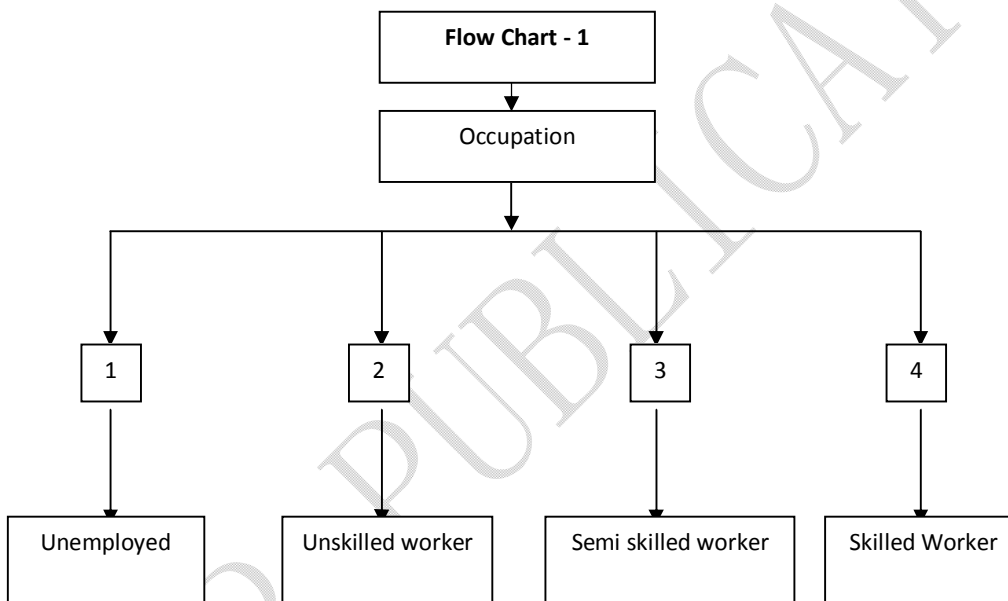 Flow Chart - 1
Occupation
1
2
3
4
Unemployed
Unskilled worker
Semi skilled worker
Skilled Worker